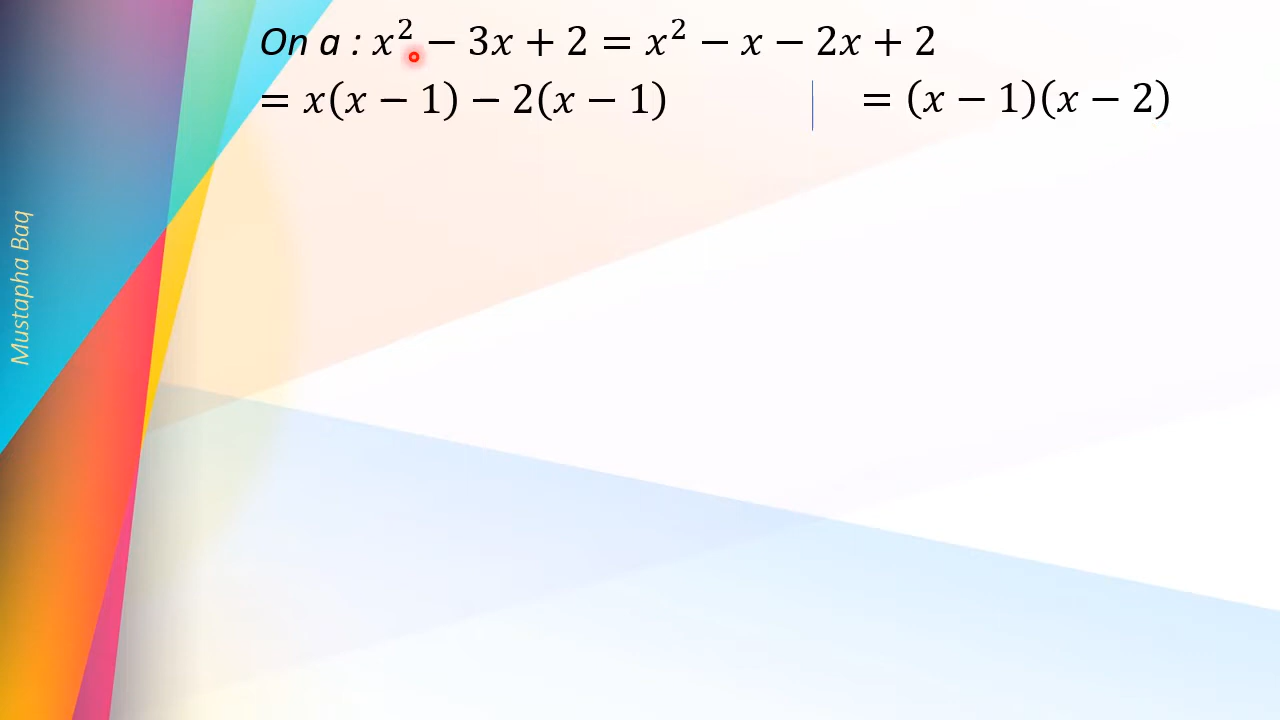 On a : x² − 3x + 2 = x² − x − 2x + 2
= x(x − 1) − 2(x − 1) = (x − 1)(x − 2)
Mustapha Baq